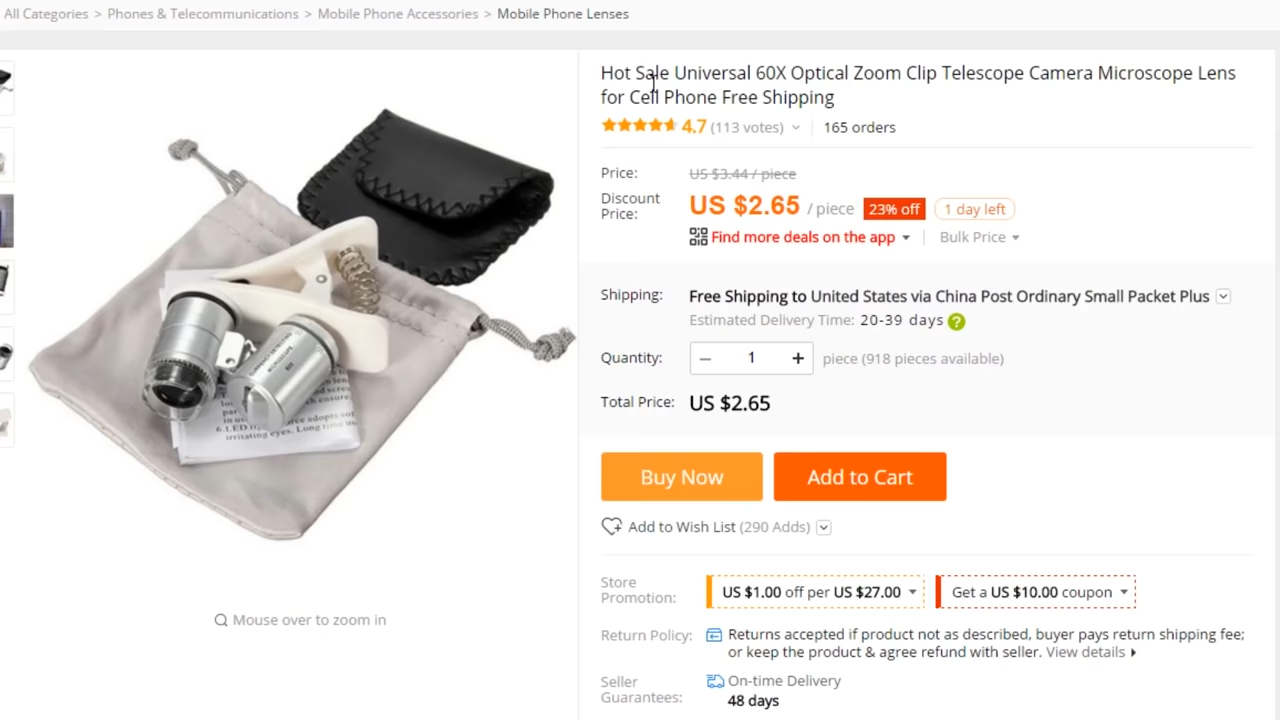 All Categories > Phones & Telecommunications > Mobile Phone Accessories > Mobile Phone Lenses
Hot Sale Universal 60X Optical Zoom Clip Telescope Camera Microscope Lens
for Cell Phone Free Shipping
4.7 (113 votes) 165 orders
Price: US $3.44 / piece
Discount
Price: US $2.65 / piece 23% off 1 day left
Find more deals on the app Bulk Price
Shipping: Free Shipping to United States via China Post Ordinary Small Packet Plus
Estimated Delivery Time: 20-39 days ?
Quantity: − 1 + piece (918 pieces available)
Total Price: US $2.65
Buy Now Add to Cart
Add to Wish List (290 Adds)
Store
Promotion: US $1.00 off per US $27.00 Get a US $10.00 coupon
Mouse over to zoom in
Return Policy: Returns accepted if product not as described, buyer pays return shipping fee;
or keep the product & agree refund with seller. View details
Seller
Guarantees: On-time Delivery
48 days
irritating eyes. Long time